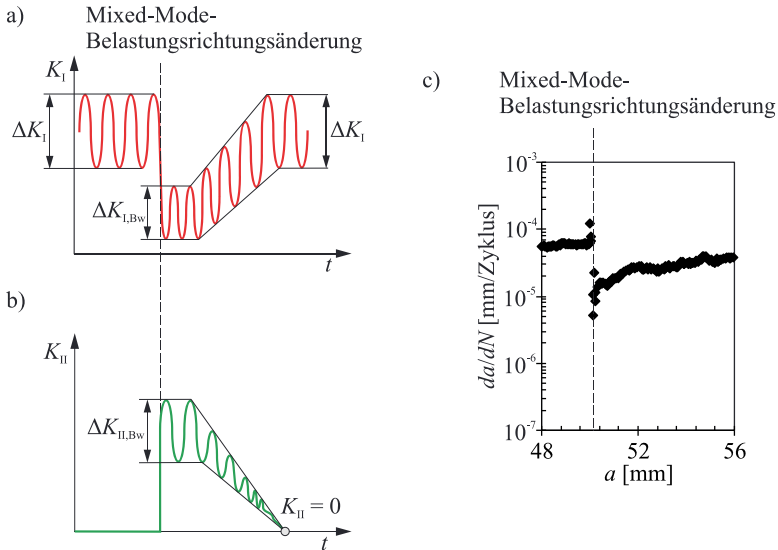 a)
Mixed-Mode-
Belastungsrichtungsänderung
K_I
ΔK_I
ΔK_I,Bw
ΔK_I
t
b)
K_II
ΔK_II,Bw
K_II = 0
t
c)
Mixed-Mode-
Belastungsrichtungsänderung
da/dN [mm/Zyklus]
10⁻³
10⁻⁴
10⁻⁵
10⁻⁶
10⁻⁷
48
52
56
a [mm]